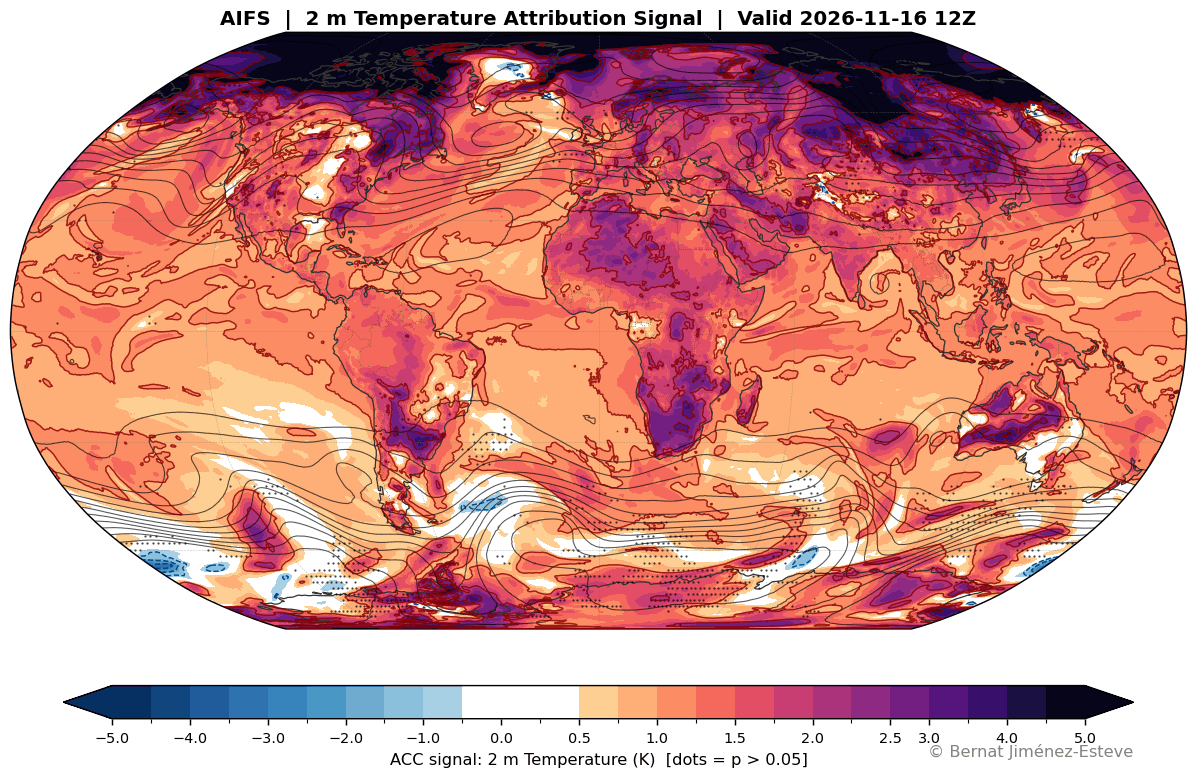 AIFS | 2 m Temperature Attribution Signal | Valid 2026-11-16 12Z
−5.0 −4.0 −3.0 −2.0 −1.0 0.0 0.5 1.0 1.5 2.0 2.5 3.0 4.0 5.0
© Bernat Jiménez-Esteve
ACC signal: 2 m Temperature (K) [dots = p > 0.05]